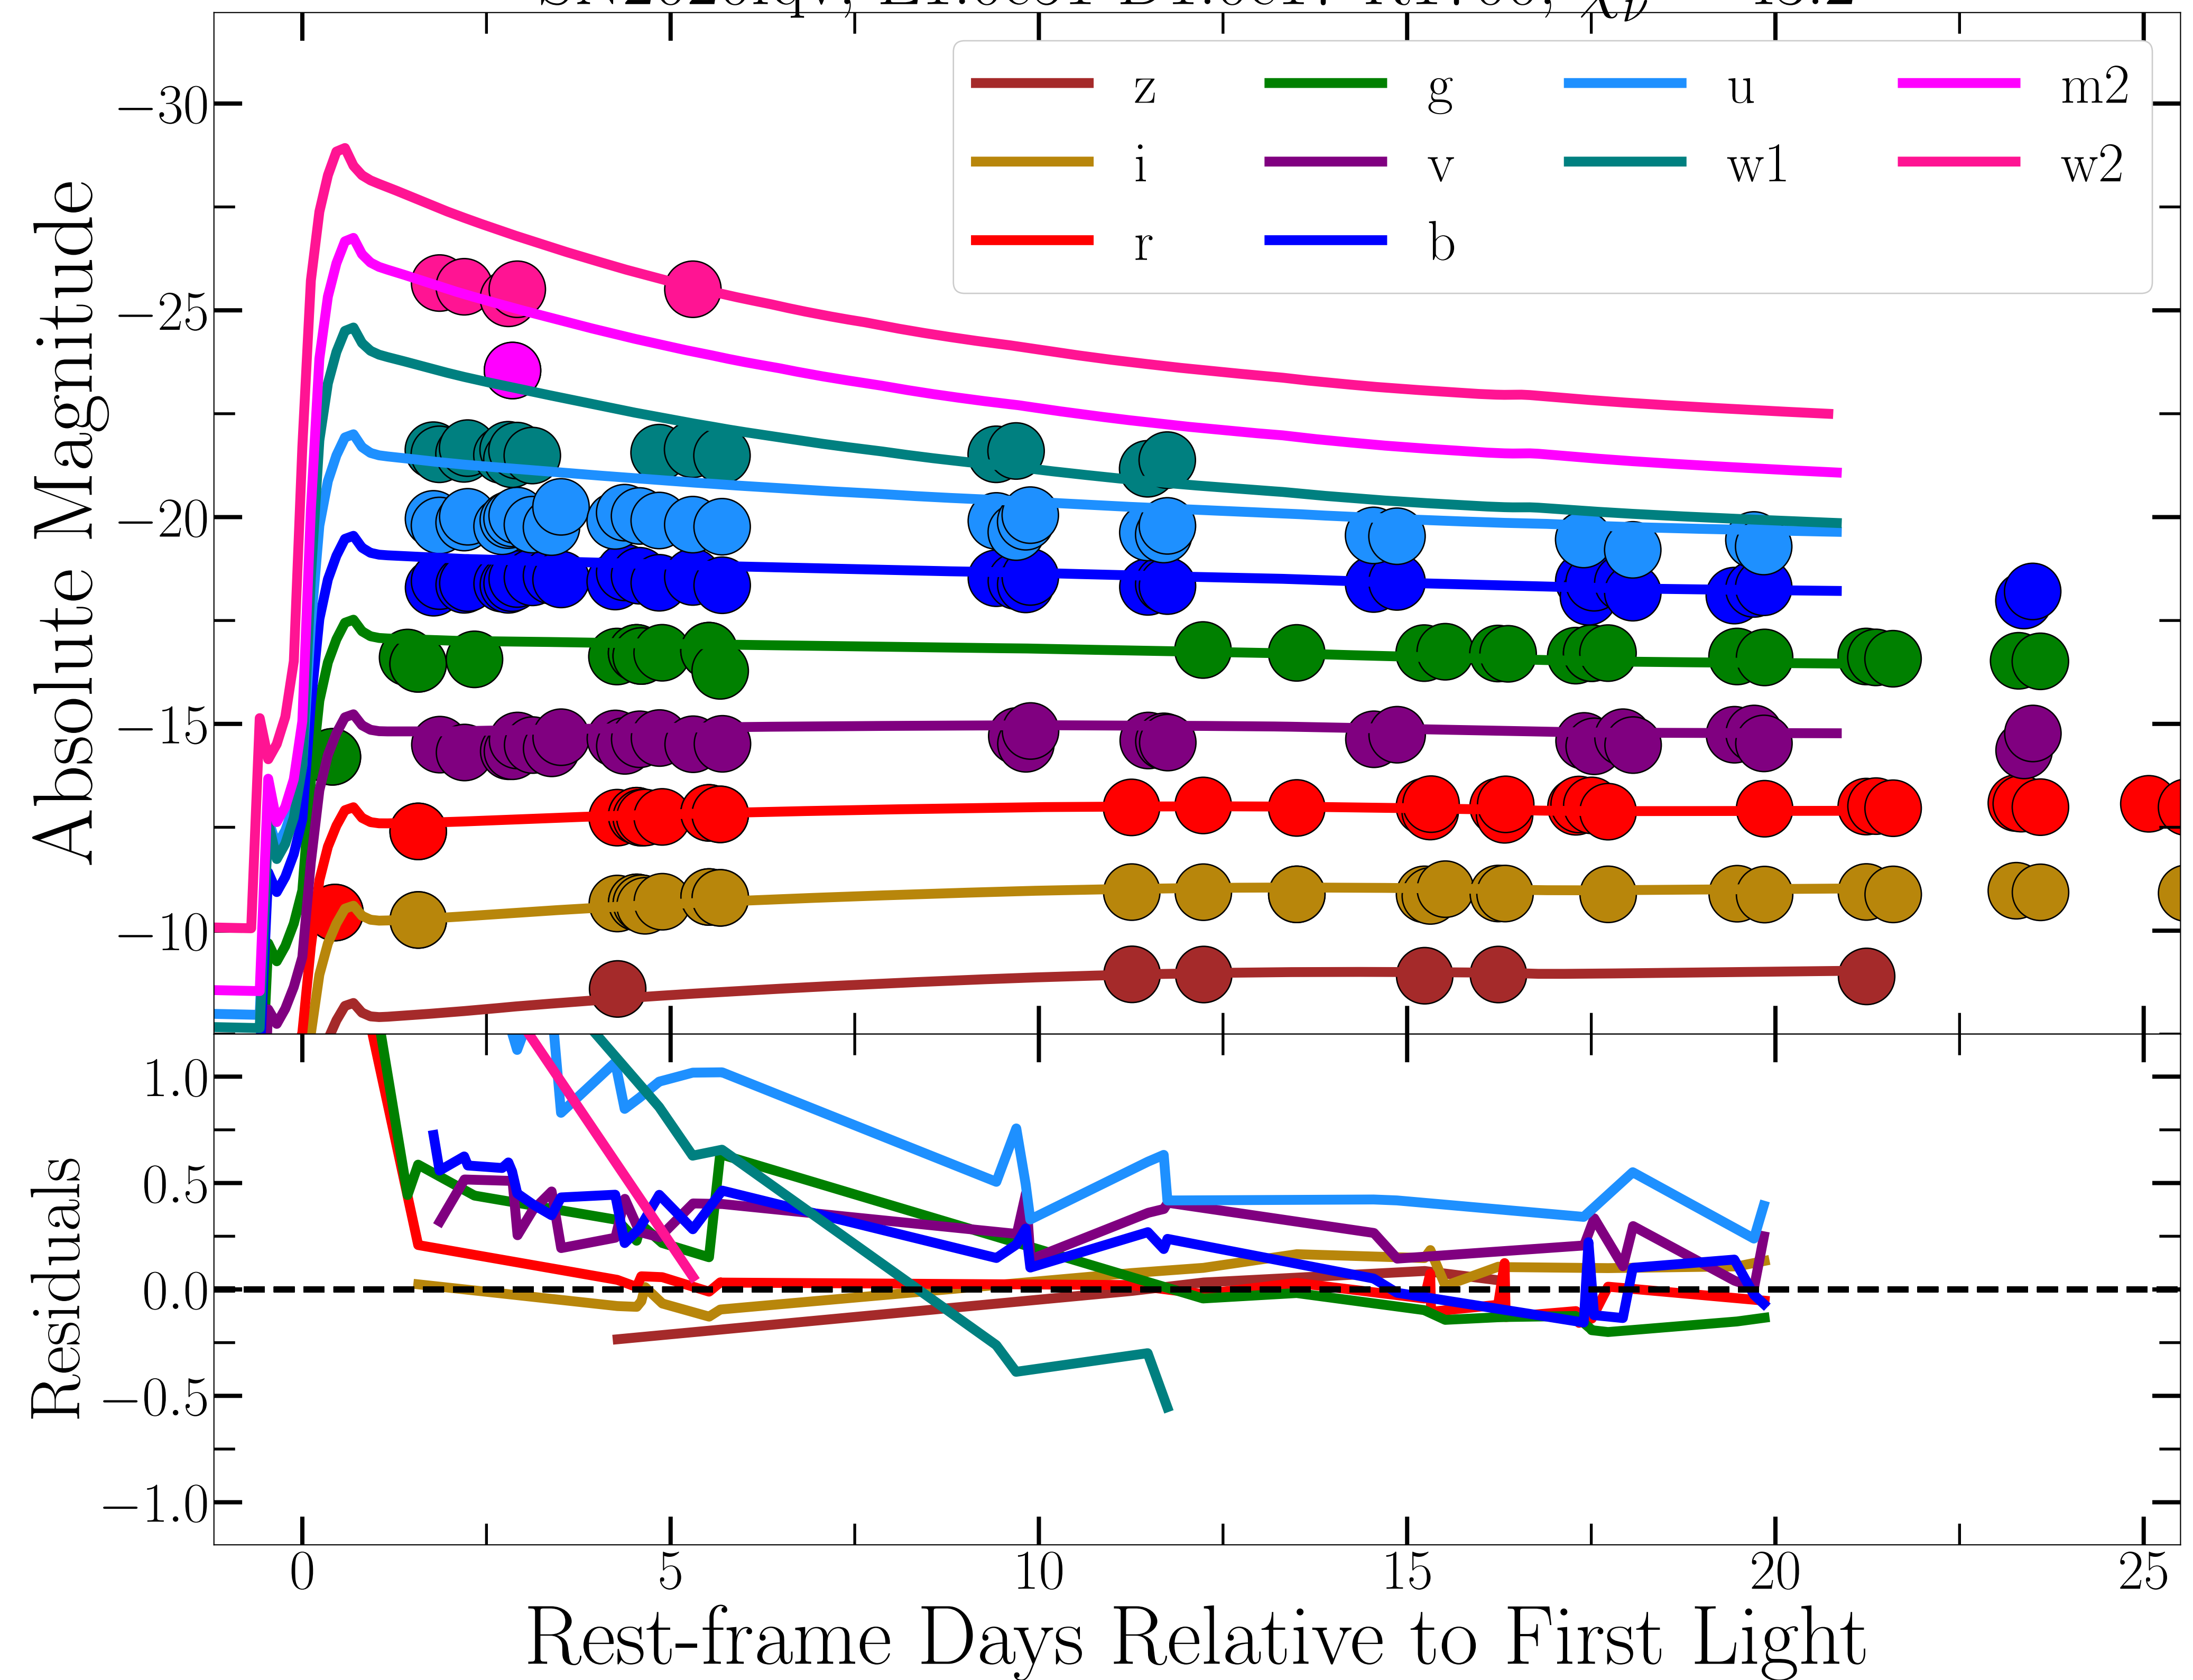 −30
−25
−20
−15
−10
Absolute Magnitude
z g u m2
i v w1 w2
r b
1.0
0.5
0.0
−0.5
−1.0
Residuals
0 5 10 15 20 25
Rest-frame Days Relative to First Light